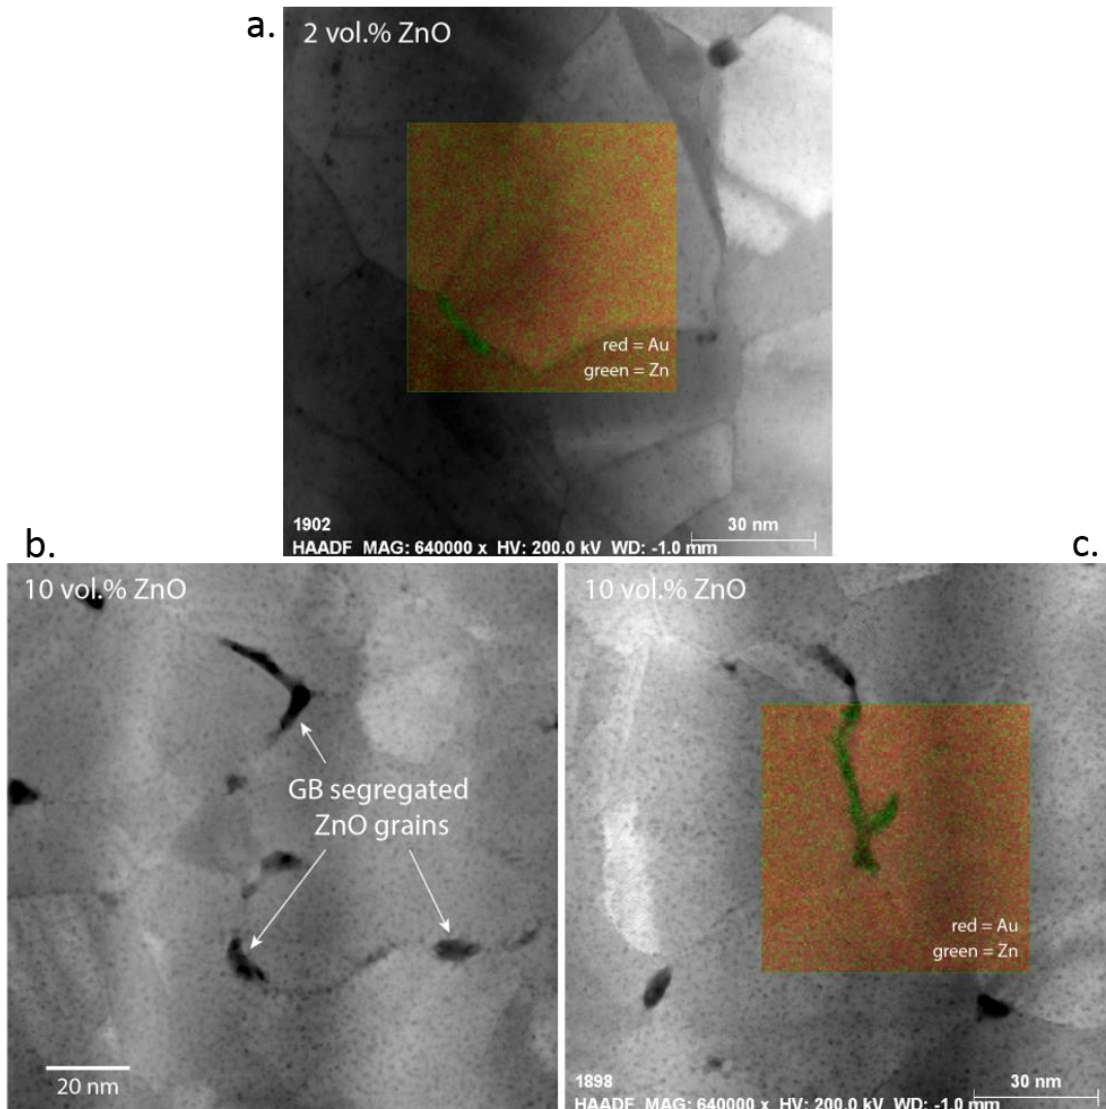 a.
2 vol.% ZnO
red = Au
green = Zn
1902
30 nm
HAADF MAG: 640000 x HV: 200.0 kV WD: -1.0 mm
b.
10 vol.% ZnO
GB segregated
ZnO grains
20 nm
c.
10 vol.% ZnO
red = Au
green = Zn
1898
30 nm
HAADF MAG: 640000 x HV: 200.0 kV WD: -1.0 mm